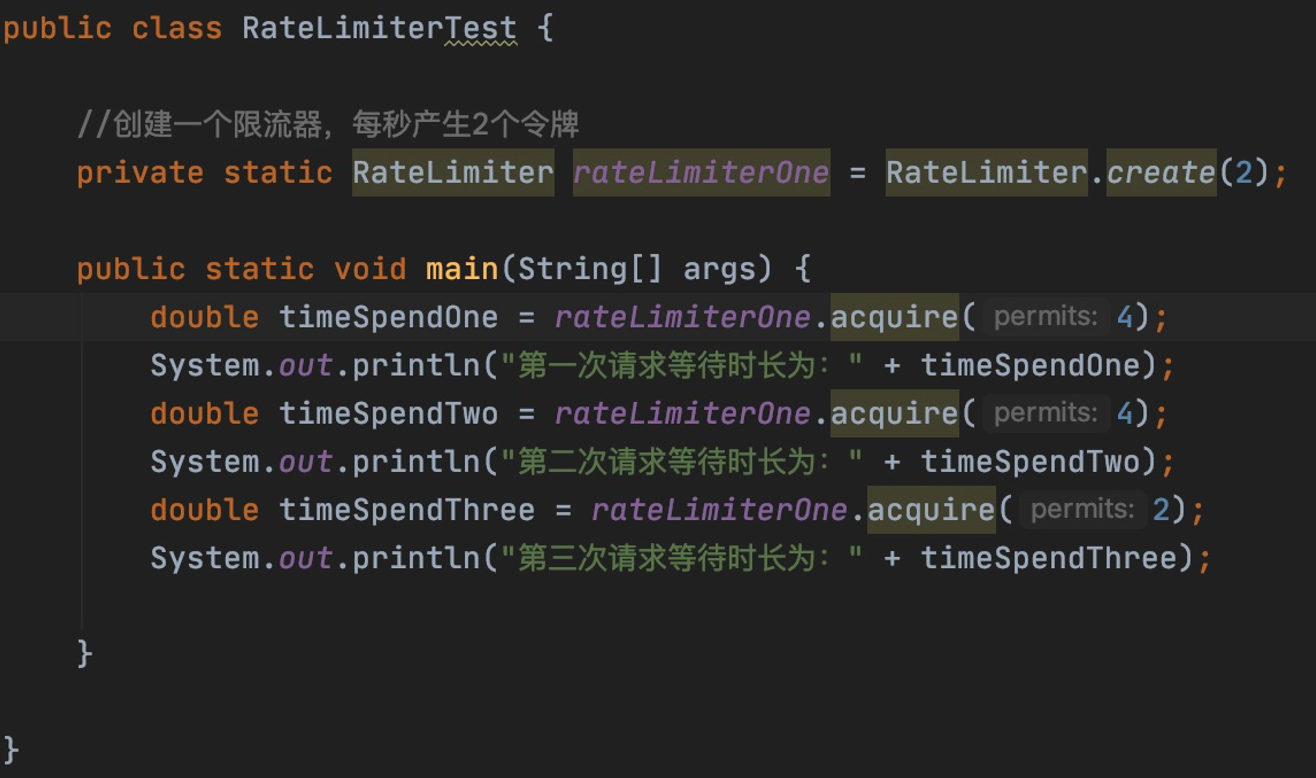 public class RateLimiterTest {
//创建一个限流器，每秒产生2个令牌
private static RateLimiter rateLimiterOne = RateLimiter.create(2);
public static void main(String[] args) {
double timeSpendOne = rateLimiterOne.acquire( permits: 4);
System.out.println("第一次请求等待时长为：" + timeSpendOne);
double timeSpendTwo = rateLimiterOne.acquire( permits: 4);
System.out.println("第二次请求等待时长为：" + timeSpendTwo);
double timeSpendThree = rateLimiterOne.acquire( permits: 2);
System.out.println("第三次请求等待时长为：" + timeSpendThree);
}
}